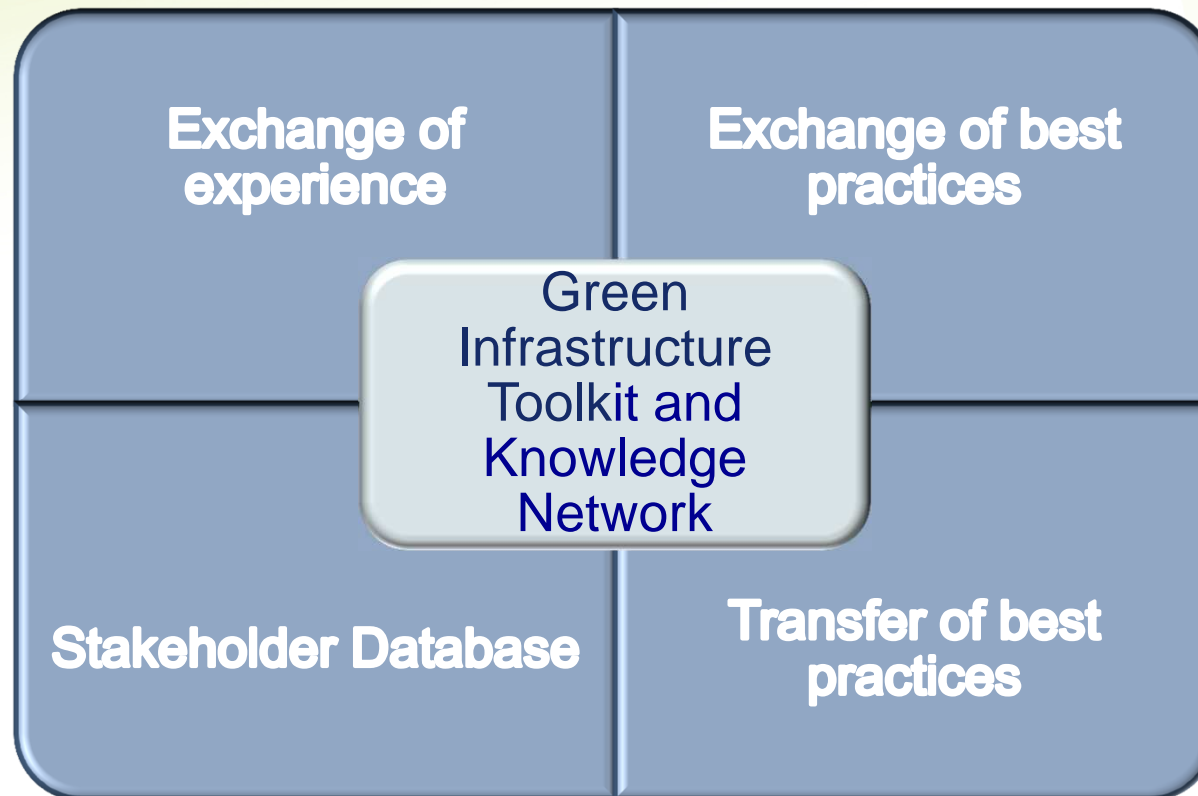 Exchange of
experience
Exchange of best
practices
Green
Infrastructure
Toolkit and
Knowledge
Network
Stakeholder Database
Transfer of best
practices